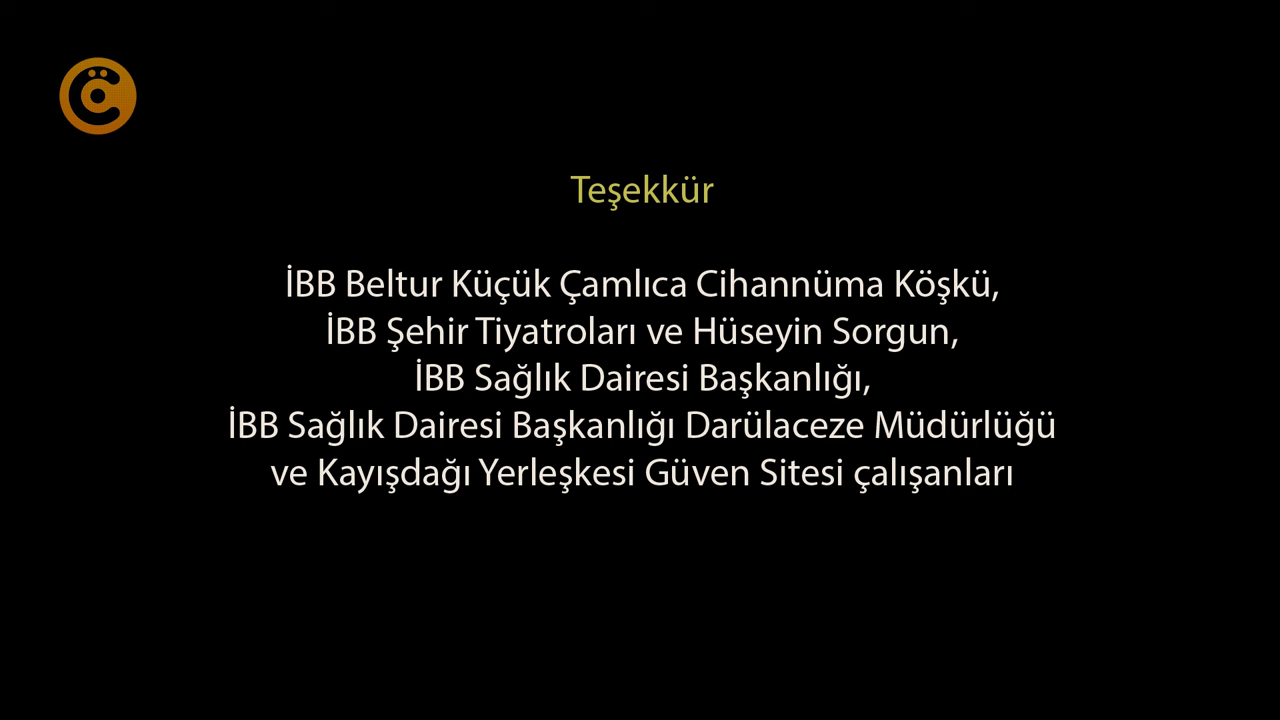 Teşekkür
İBB Beltur Küçük Çamlıca Cihannüma Köşkü,
İBB Şehir Tiyatroları ve Hüseyin Sorgun,
İBB Sağlık Dairesi Başkanlığı,
İBB Sağlık Dairesi Başkanlığı Darülaceze Müdürlüğü
ve Kayışdağı Yerleşkesi Güven Sitesi çalışanları